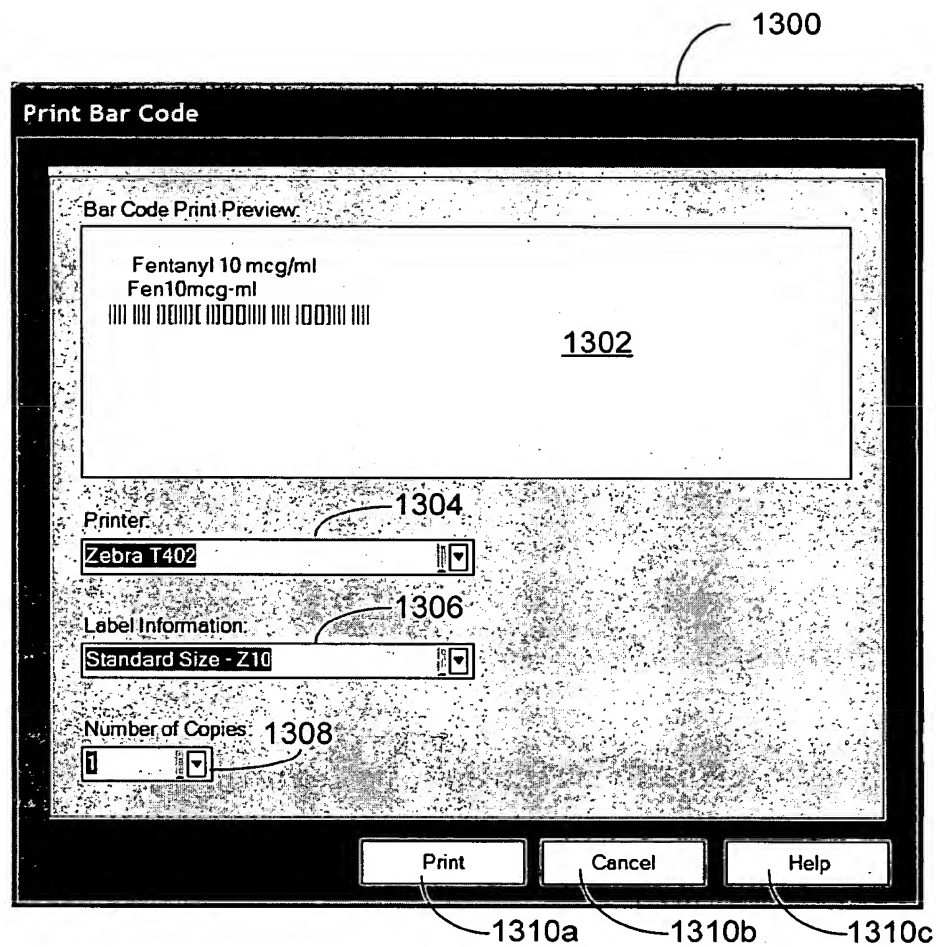 1300
Print Bar Code
Bar Code Print Preview:
Fentanyl 10 mcg/ml
Fen10mcg-ml
1302
1304
Printer:
Zebra T402
1306
Label Information:
Standard Size - Z10
Number of Copies: 1308
1
Print Cancel Help
1310a 1310b 1310c